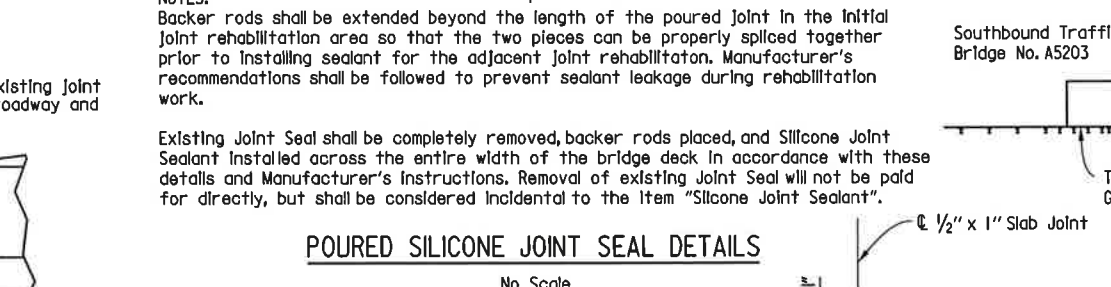 NOTES:
Backer rods shall be extended beyond the length of the poured joint in the initial
joint rehabilitation area so that the two pieces can be properly spliced together
prior to installing sealant for the adjacent joint rehabilitaton. Manufacturer's
recommendations shall be followed to prevent sealant leakage during rehabilitation
work.
Existing Joint Seal shall be completely removed, backer rods placed, and Silicone Joint
Sealant installed across the entire width of the bridge deck in accordance with these
details and Manufacturer's instructions. Removal of existing Joint Seal will not be paid
for directly, but shall be considered incidental to the item "Silcone Joint Sealant".
POURED SILICONE JOINT SEAL DETAILS
No Scale
xisting joint
oadway and
Southbound Traffi
Bridge No. A5203
T
G
℄ 1/2" x 1" Slab Joint